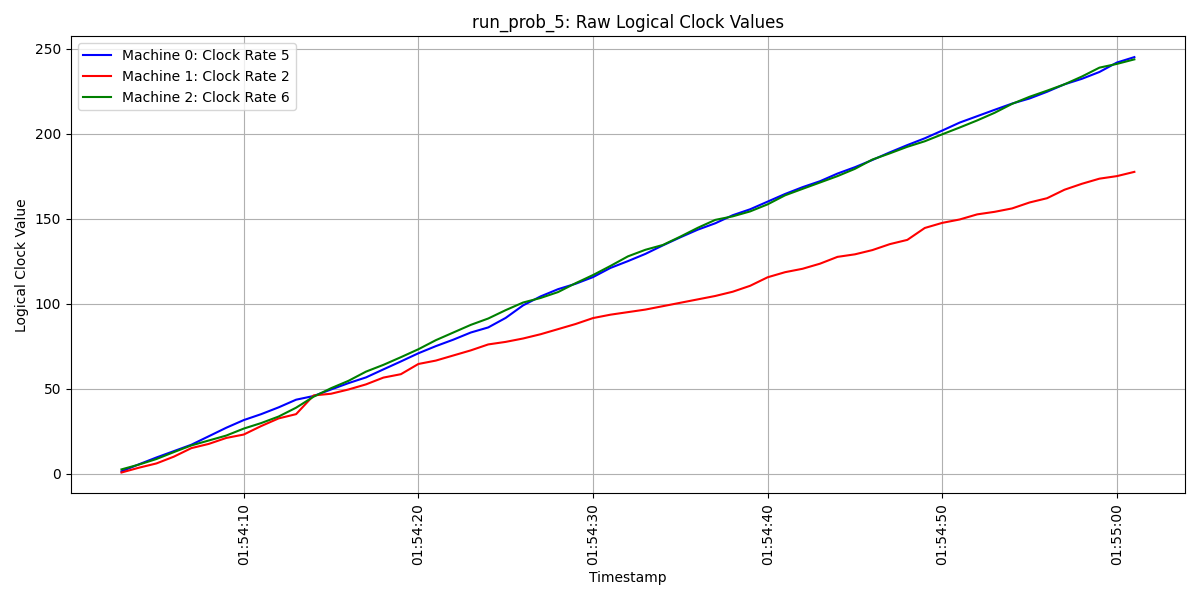 run_prob_5: Raw Logical Clock Values
Machine 0: Clock Rate 5
Machine 1: Clock Rate 2
Machine 2: Clock Rate 6
Logical Clock Value
250
200
150
100
50
0
01:54:10
01:54:20
01:54:30
01:54:40
01:54:50
01:55:00
Timestamp